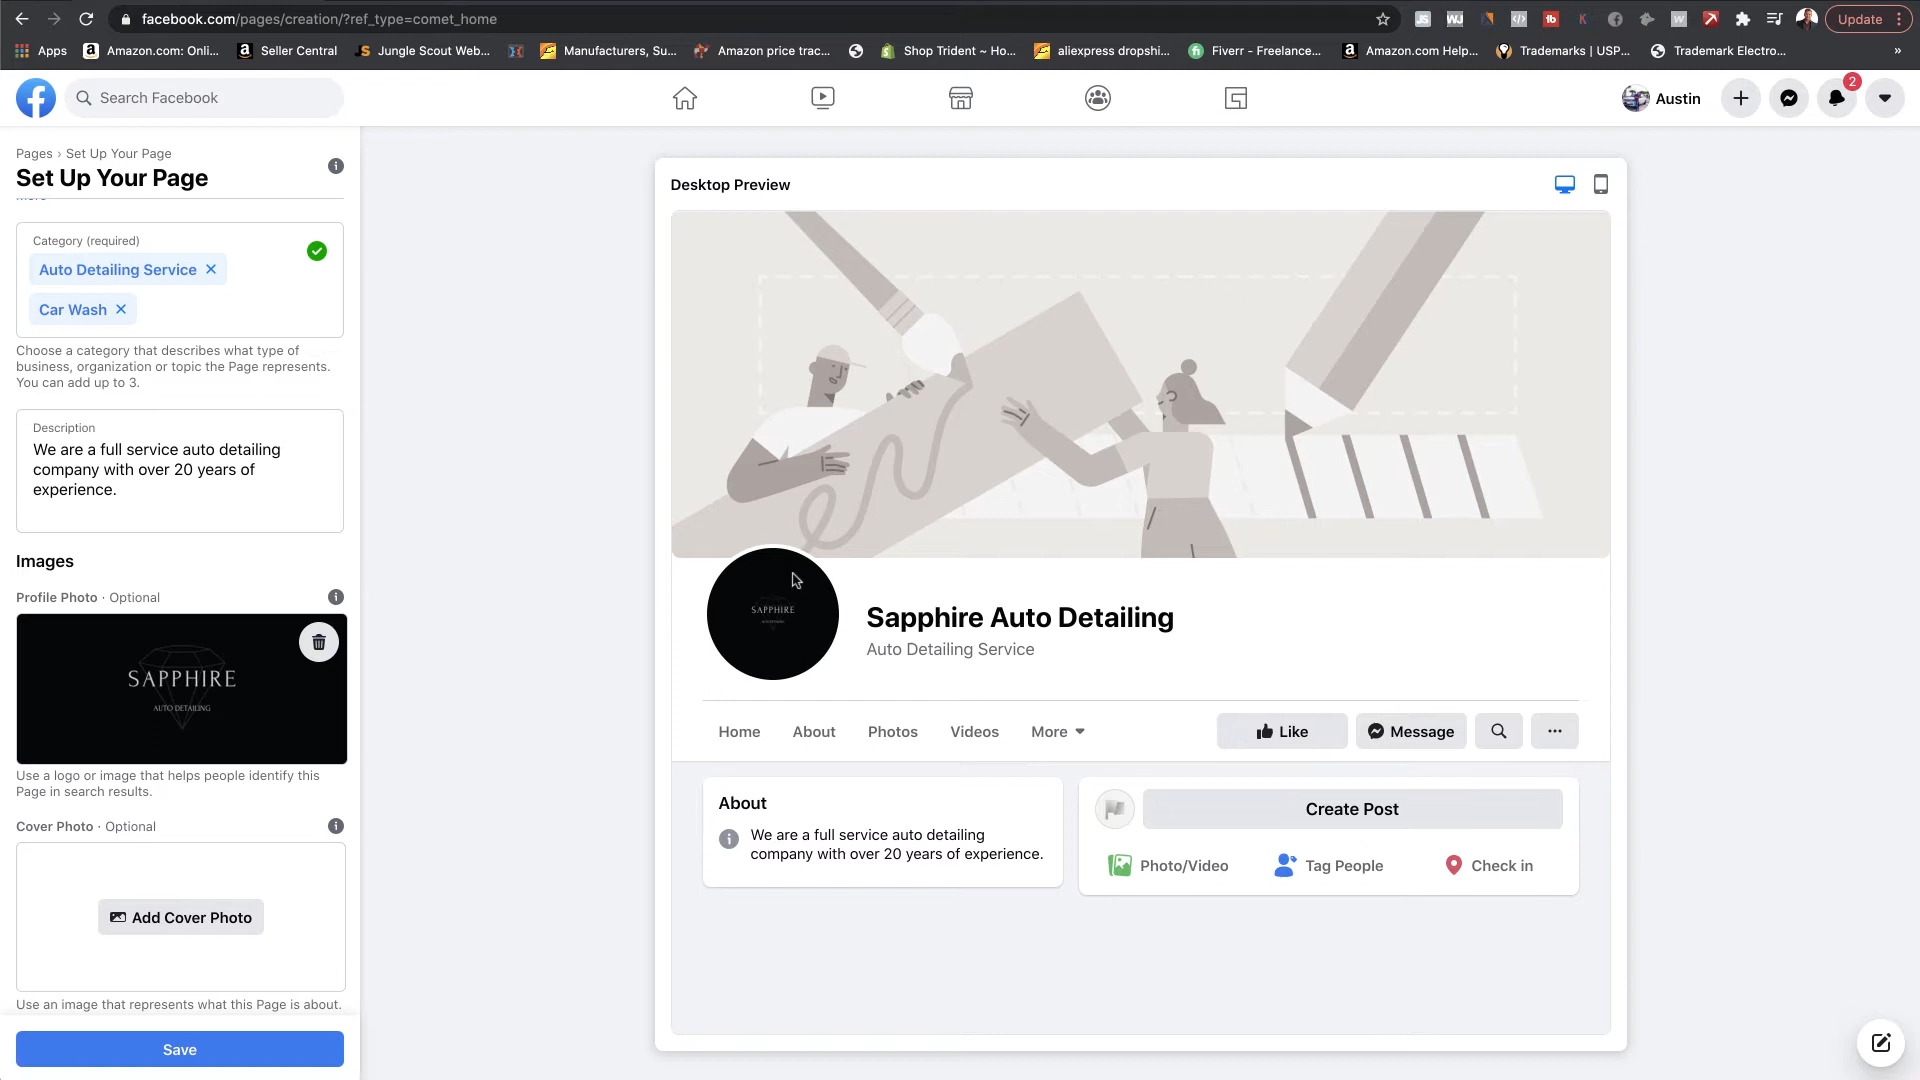 facebook.com/pages/creation/?ref_type=comet_home
Update
Apps
Amazon.com: Onli...
Seller Central
Jungle Scout Web...
Manufacturers, Su...
Amazon price trac...
Shop Trident ~ Ho...
aliexpress dropshi...
Fiverr - Freelance...
Amazon.com Help...
Trademarks | USP...
Trademark Electro...
»
Search Facebook
Austin
2
Pages › Set Up Your Page
Set Up Your Page
Category (required)
Auto Detailing Service
Car Wash
Choose a category that describes what type of
business, organization or topic the Page represents.
You can add up to 3.
Description
We are a full service auto detailing
company with over 20 years of
experience.
Images
Profile Photo · Optional
SAPPHIRE
AUTO DETAILING
Use a logo or image that helps people identify this
Page in search results.
Cover Photo · Optional
Add Cover Photo
Use an image that represents what this Page is about.
Save
Desktop Preview
SAPPHIRE
Sapphire Auto Detailing
Auto Detailing Service
Home
About
Photos
Videos
More
Like
Message
About
We are a full service auto detailing
company with over 20 years of experience.
Create Post
Photo/Video
Tag People
Check in